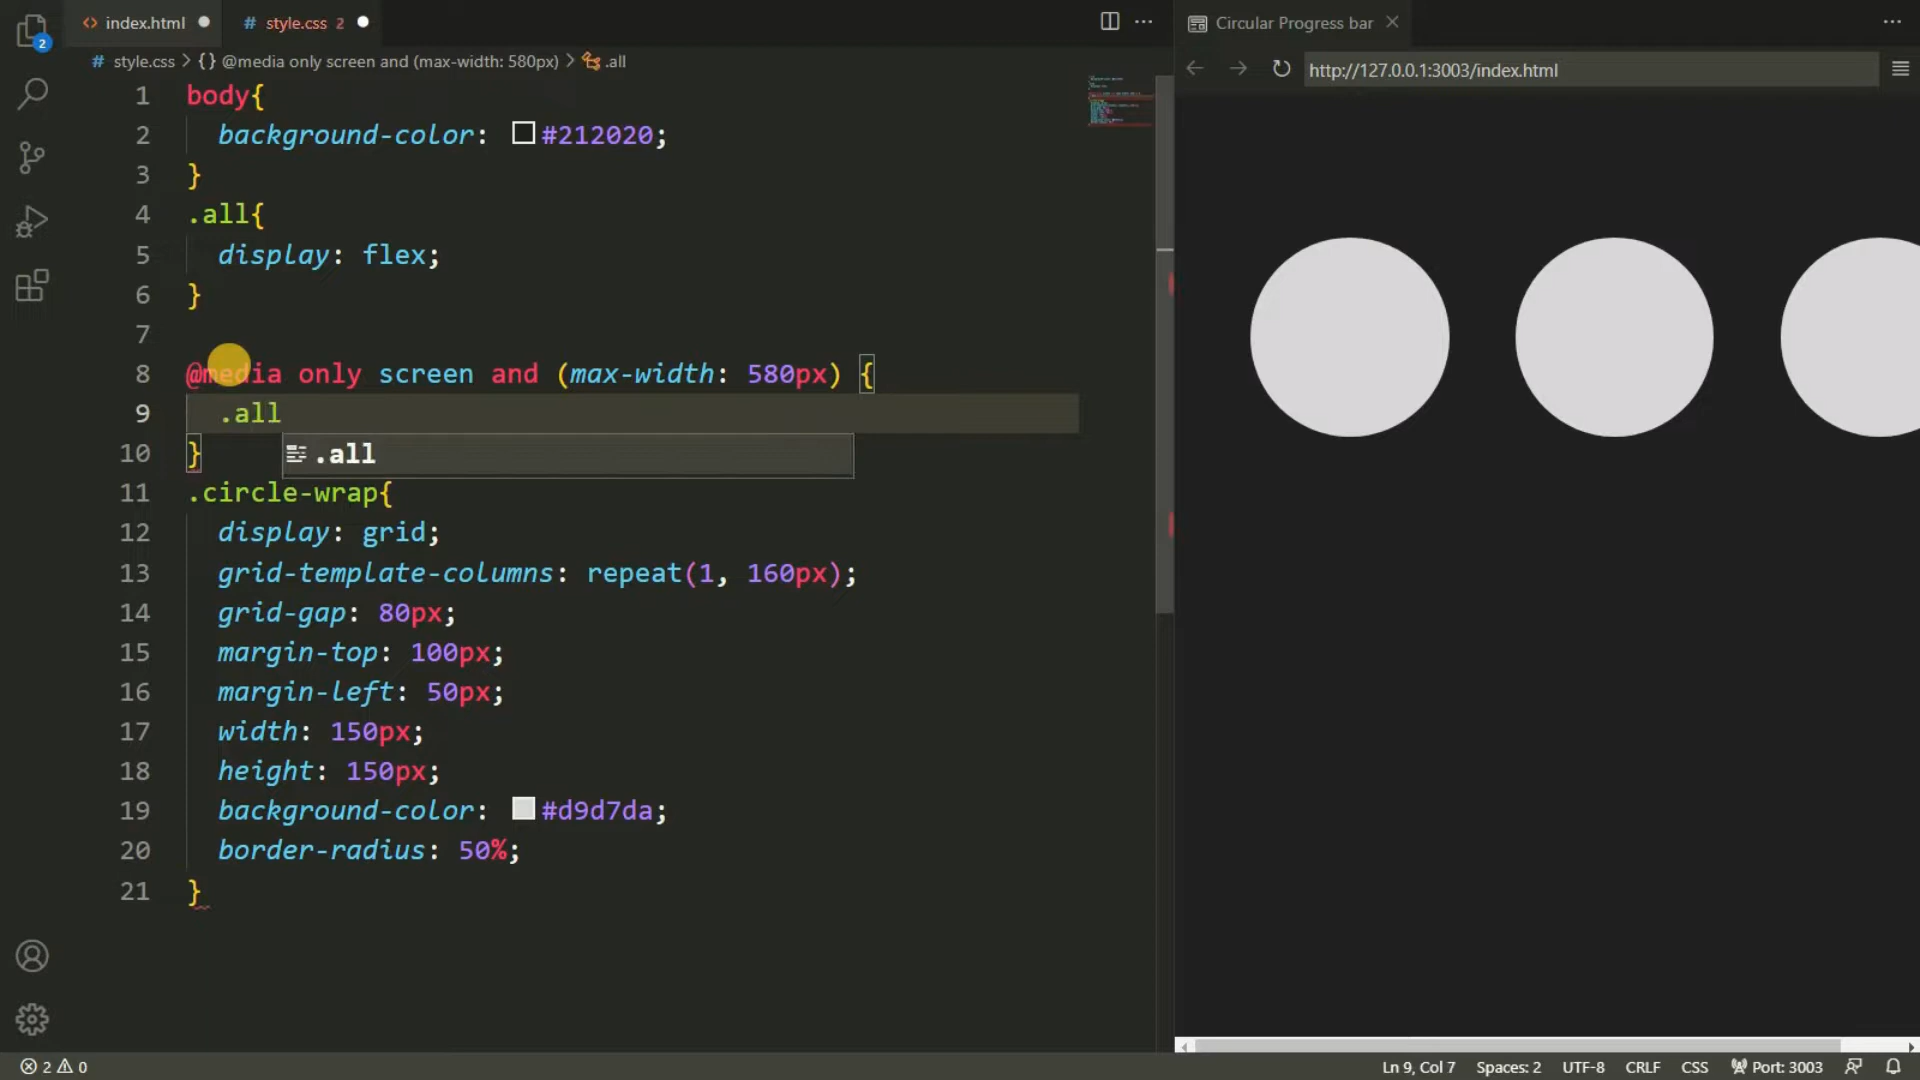 index.html
# style.css 2
Circular Progress bar
# style.css > {} @media only screen and (max-width: 580px) > .all
http://127.0.0.1:3003/index.html
2
1 body{
2 background-color: #212020;
3 }
4 .all{
5 display: flex;
6 }
7
8 @media only screen and (max-width: 580px) {
9 .all
.all
10 }
11 .circle-wrap{
12 display: grid;
13 grid-template-columns: repeat(1, 160px);
14 grid-gap: 80px;
15 margin-top: 100px;
16 margin-left: 50px;
17 width: 150px;
18 height: 150px;
19 background-color: #d9d7da;
20 border-radius: 50%;
21 }
2 0
Ln 9, Col 7 Spaces: 2 UTF-8 CRLF CSS Port: 3003